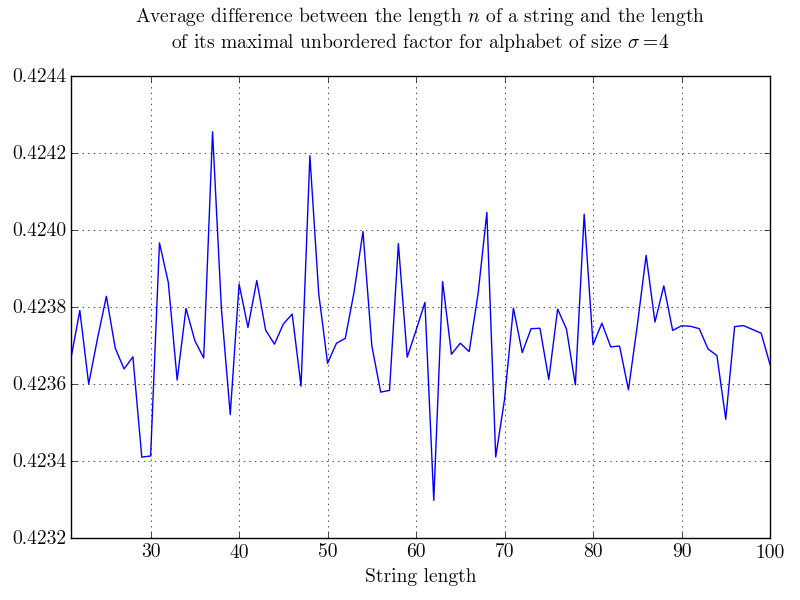 Average difference between the length n of a string and the length
of its maximal unbordered factor for alphabet of size σ=4
0.4244
0.4242
0.4240
0.4238
0.4236
0.4234
0.4232
30 40 50 60 70 80 90 100
String length